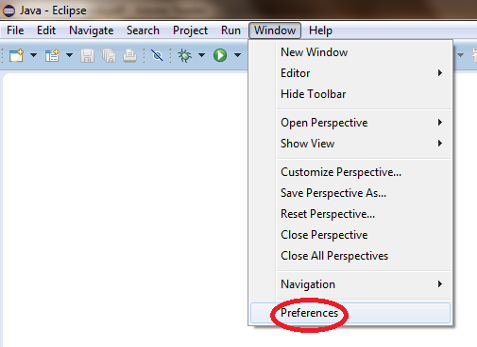 Java - Eclipse
File Edit Navigate Search Project Run Window Help
New Window
Editor
Hide Toolbar
Open Perspective
Show View
Customize Perspective...
Save Perspective As...
Reset Perspective...
Close Perspective
Close All Perspectives
Navigation
Preferences